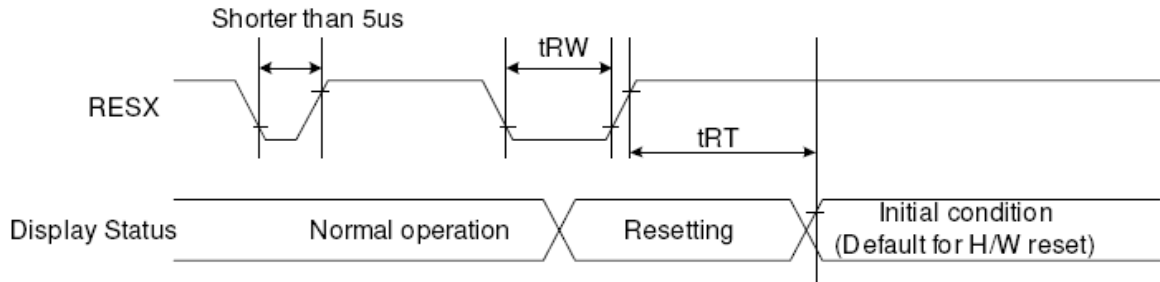 Shorter than 5us
tRW
RESX
tRT
Display Status
Normal operation
Resetting
Initial condition
(Default for H/W reset)